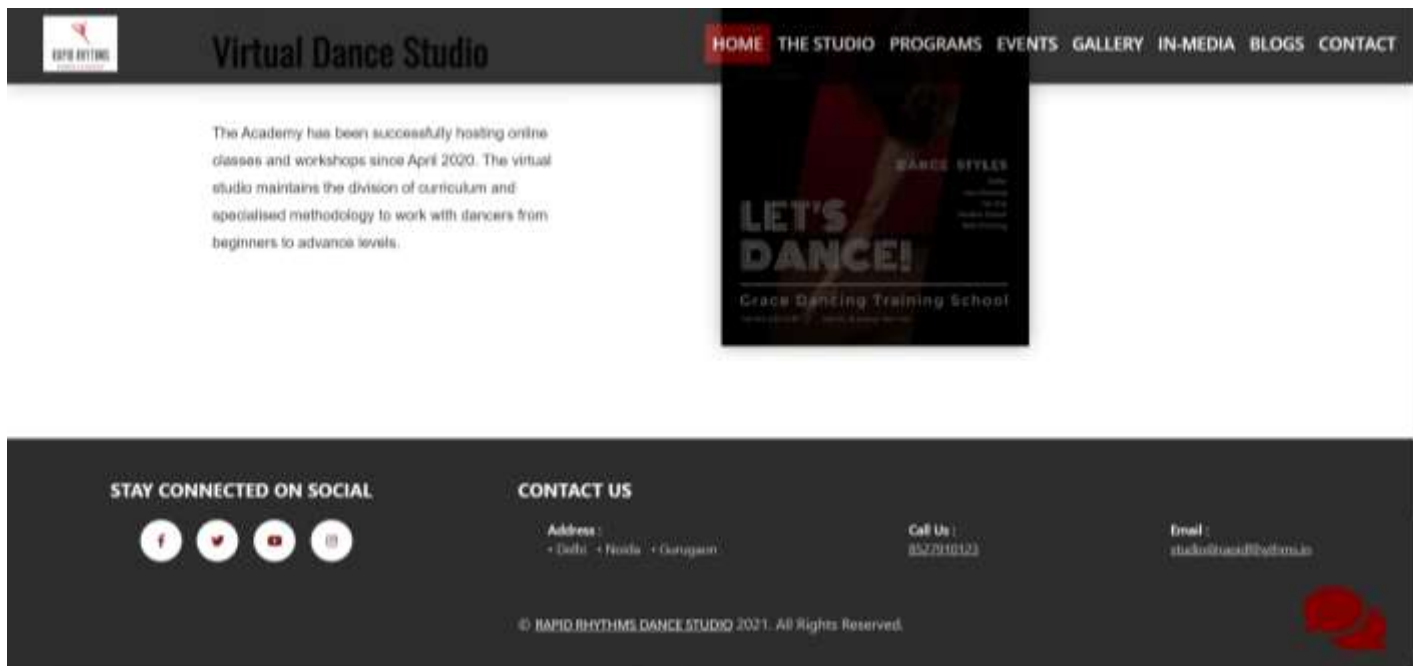 RAPID RHYTHMS
Virtual Dance Studio
HOME THE STUDIO PROGRAMS EVENTS GALLERY IN-MEDIA BLOGS CONTACT
The Academy has been successfully hosting online
classes and workshops since April 2020. The virtual
studio maintains the division of curriculum and
specialised methodology to work with dancers from
beginners to advance levels.
DANCE STYLES
LET'S
DANCE!
Grace Dancing Training School
STAY CONNECTED ON SOCIAL
CONTACT US
Address :
• Delhi • Noida • Gurugaon
Call Us :
8527910123
Email :
© RAPID RHYTHMS DANCE STUDIO 2021. All Rights Reserved.